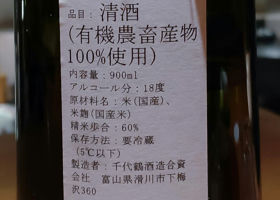 品目：清酒
(有機農畜産物
100%使用)
内容量：900ml
アルコール分：18度
原材料名：米(国産)、
米麹(国産米)
精米歩合：60%
保存方法：要冷蔵
(5℃以下)
製造者：千代鶴酒造合資
会社　富山県滑川市下梅
沢360